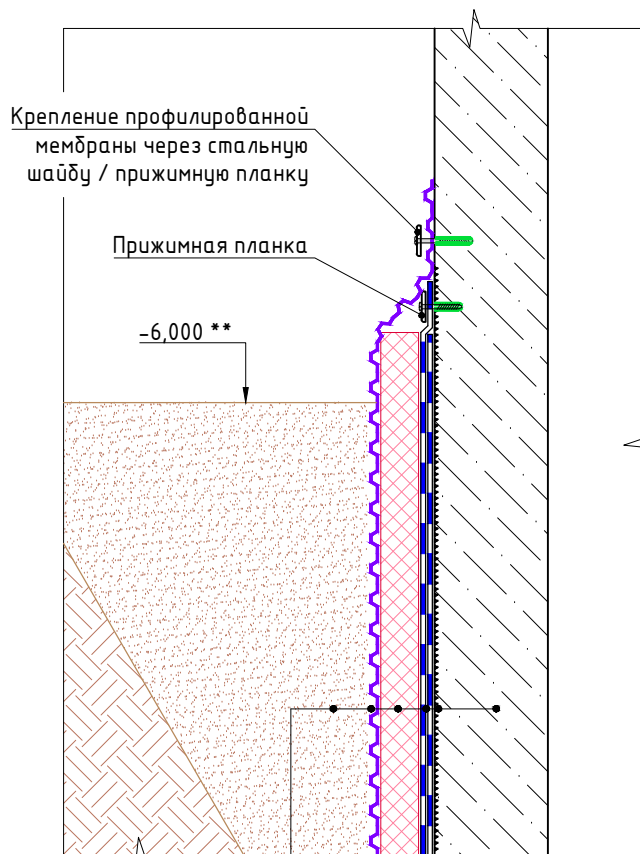 Крепление профилированной
мембраны через стальную
шайбу / прижимную планку
Прижимная планка
-6,000 **